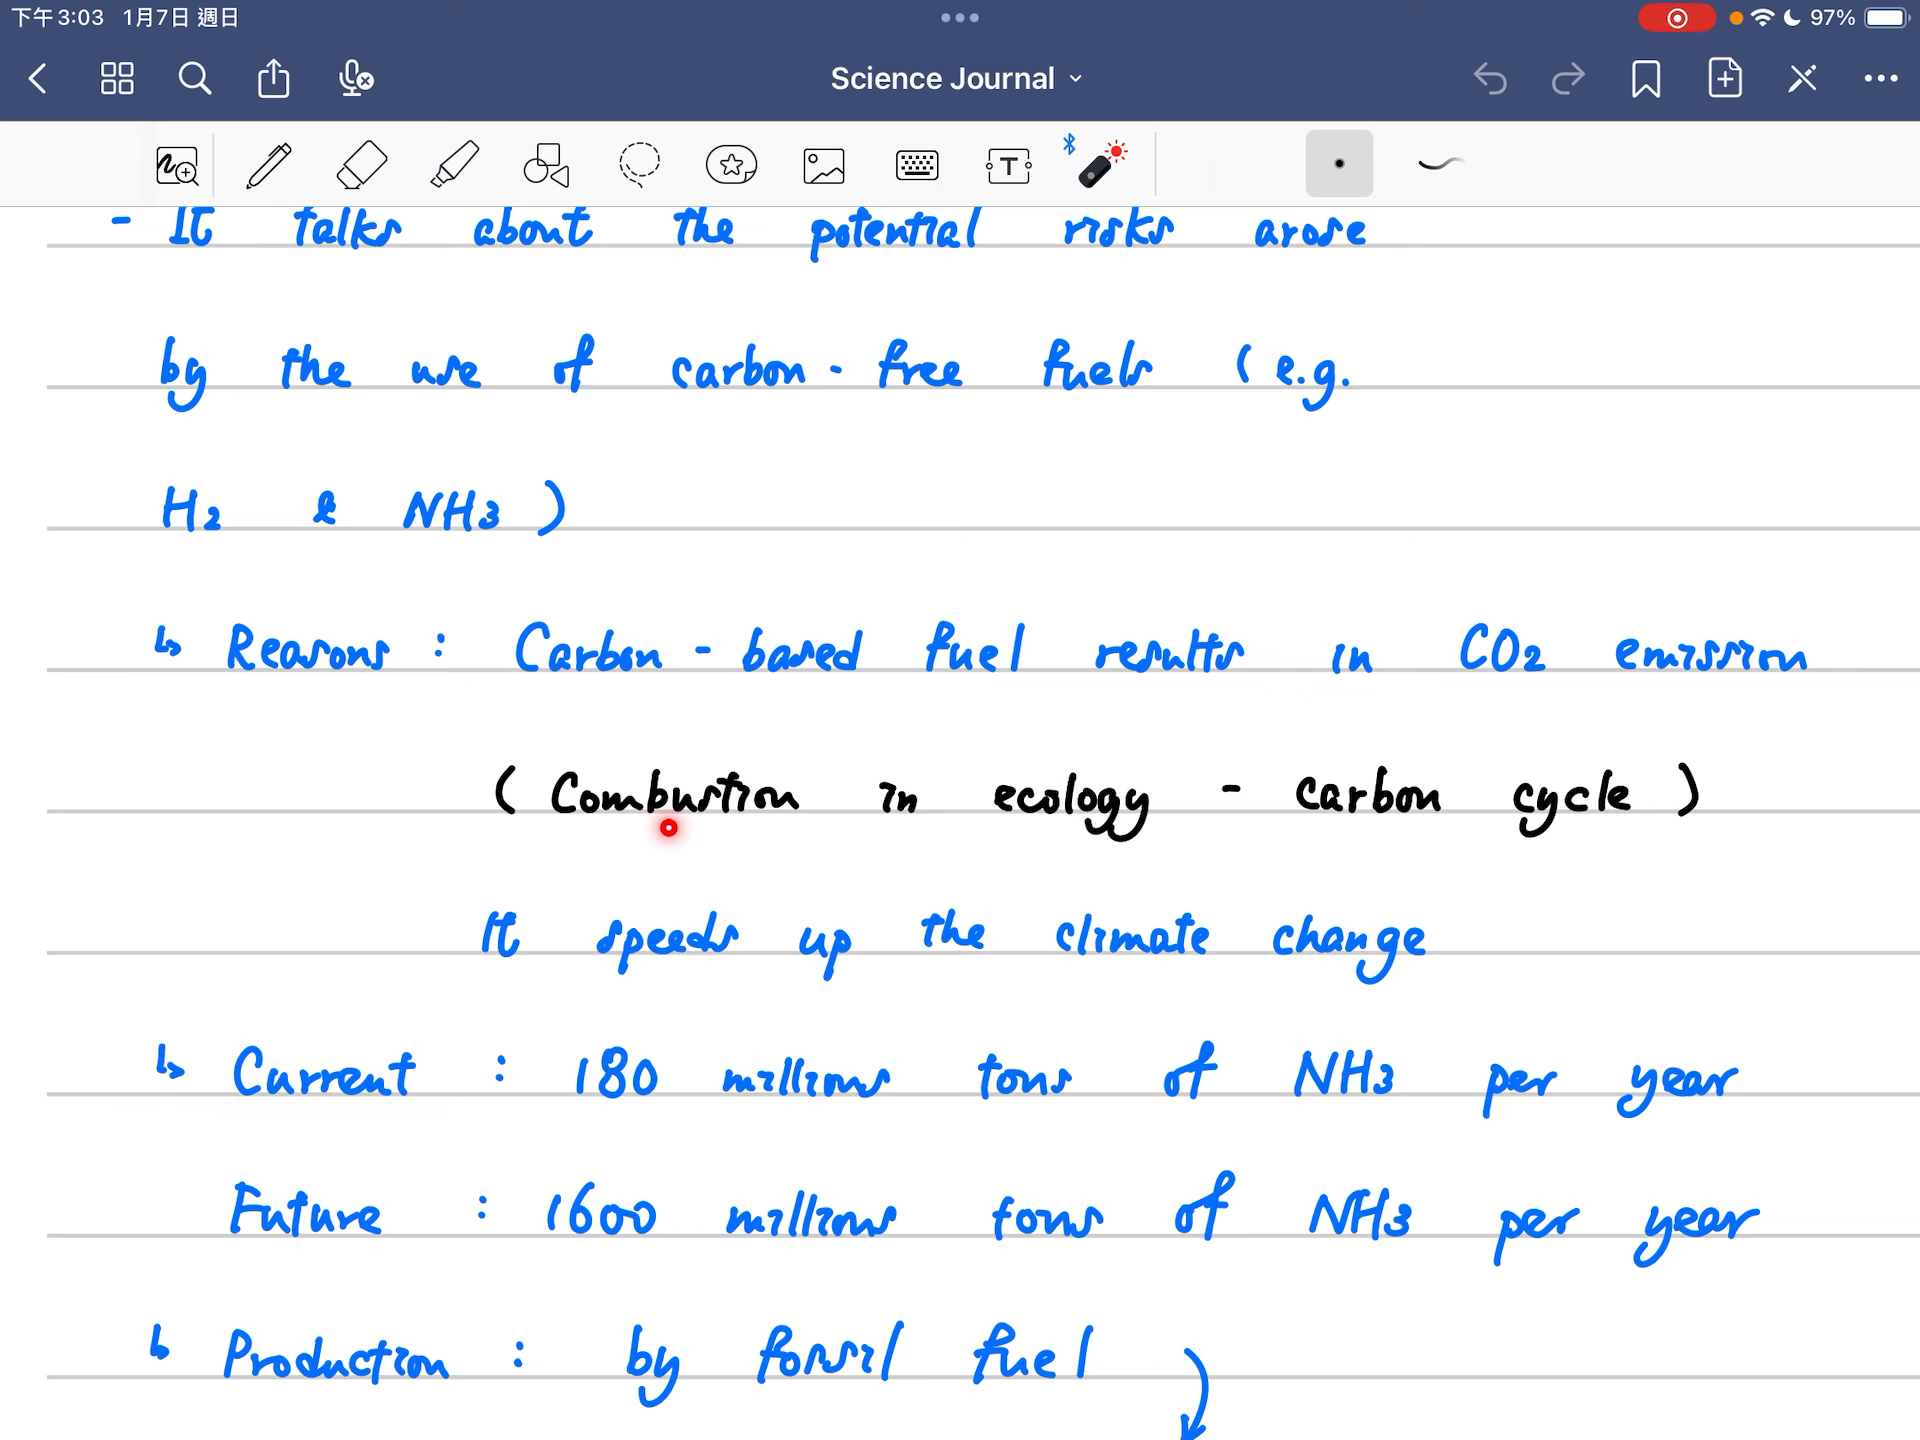 下午3:03 1月7日 週日
97%
Science Journal
T
- It talks about the potential risks arose
by the use of carbon - free fuels (e.g.
H2 & NH3)
↳ Reasons : Carbon - based fuel results in CO2 emission
(Combustion in ecology - carbon cycle)
It speeds up the climate change
↳ Current : 180 millions tons of NH3 per year
Future : 1600 millions tons of NH3 per year
↳ Production : by fossil fuel